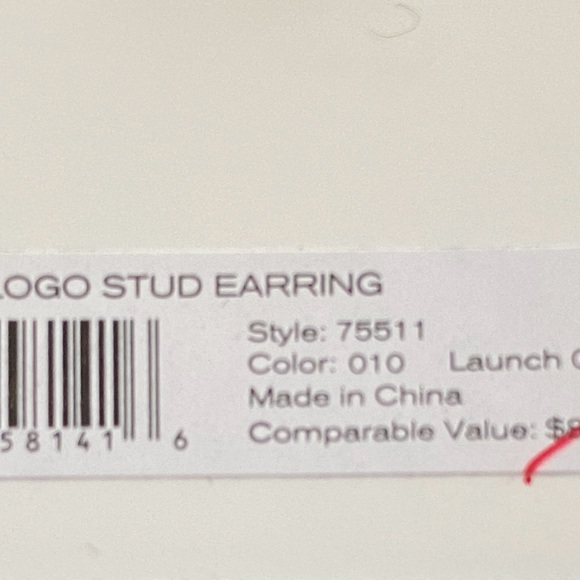 LOGO STUD EARRING
Style: 75511
Color: 010 Launch
Made in China
Comparable Value:
58141 6